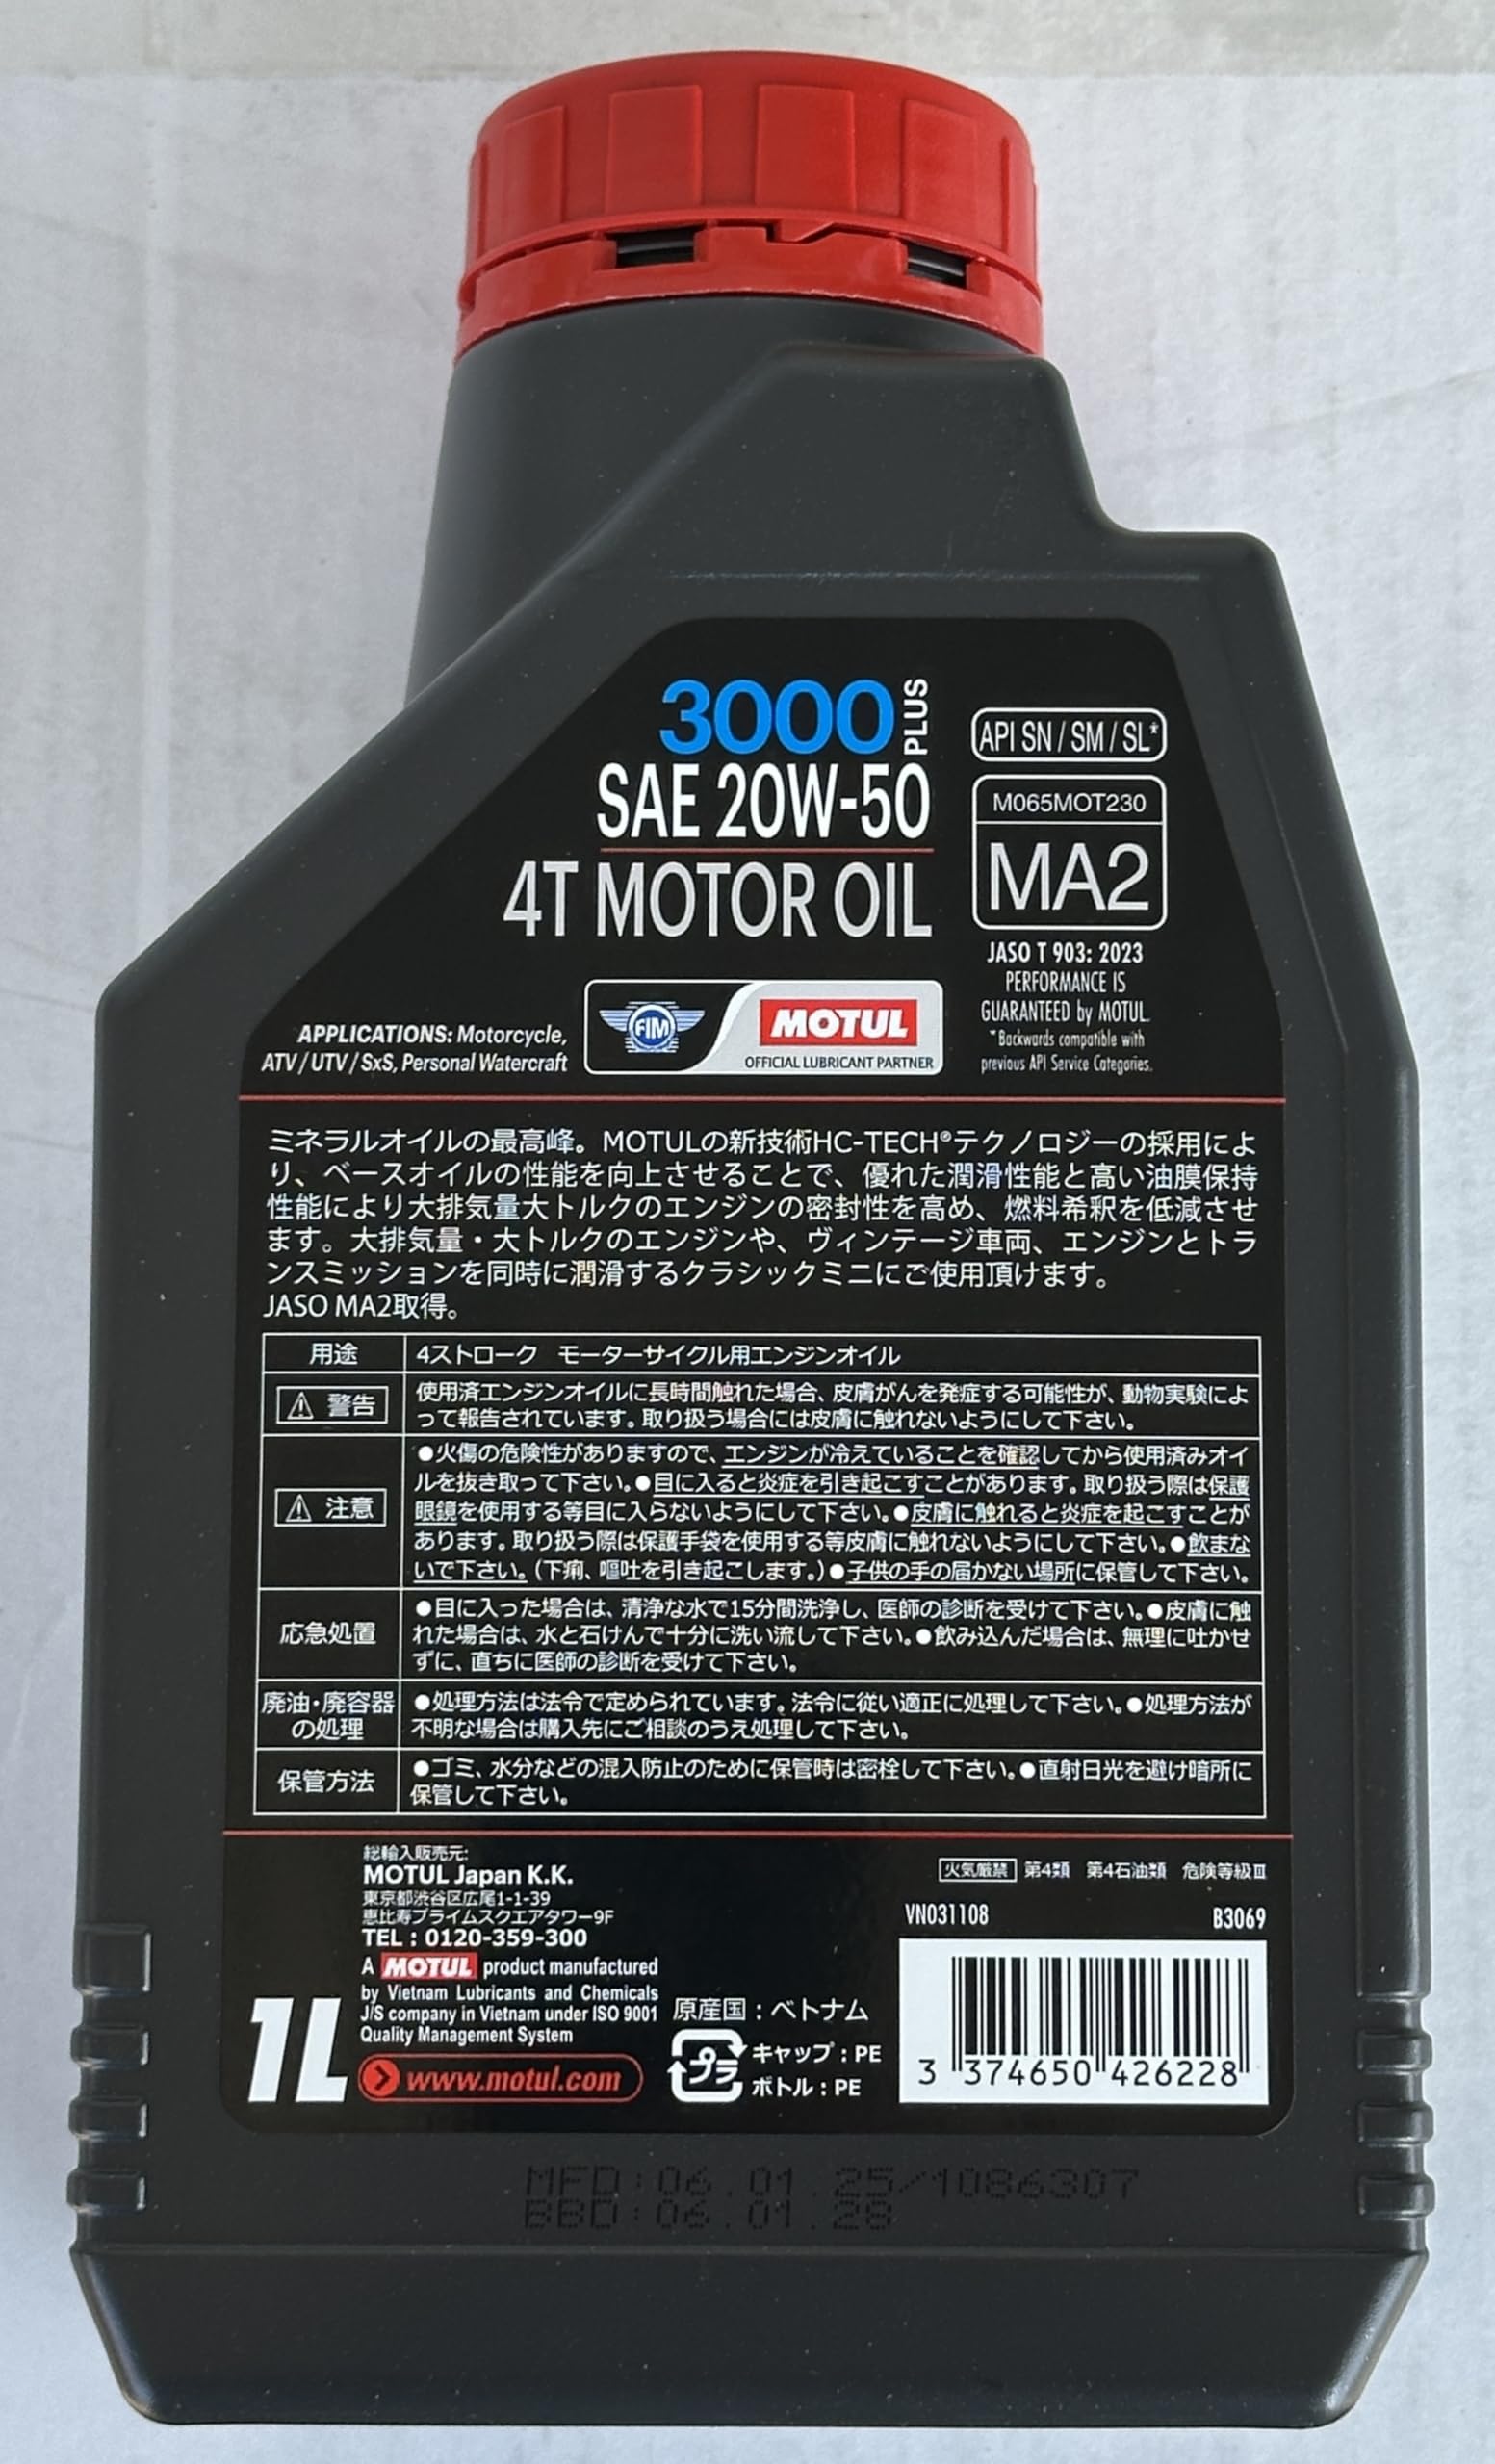 3000 PLUS
SAE 20W-50
4T MOTOR OIL
API SN / SM / SL*
M065MOT230
MA2
JASO T 903: 2023
PERFORMANCE IS
GUARANTEED by MOTUL.
*Backwards compatible with
previous API Service Categories.
APPLICATIONS: Motorcycle,
ATV / UTV / SxS, Personal Watercraft
FIM
MOTUL
OFFICIAL LUBRICANT PARTNER
ミネラルオイルの最高峰。MOTULの新技術HC-TECH®テクノロジーの採用によ
り、ベースオイルの性能を向上させることで、優れた潤滑性能と高い油膜保持
性能により大排気量大トルクのエンジンの密封性を高め、燃料希釈を低減させ
ます。大排気量・大トルクのエンジンや、ヴィンテージ車両、エンジンとトラ
ンスミッションを同時に潤滑するクラシックミニにご使用頂けます。
JASO MA2取得。
用途
4ストローク モーターサイクル用エンジンオイル
警告
使用済エンジンオイルに長時間触れた場合、皮膚がんを発症する可能性が、動物実験によ
って報告されています。取り扱う場合には皮膚に触れないようにして下さい。
注意
●火傷の危険性がありますので、エンジンが冷えていることを確認してから使用済みオイ
ルを抜き取って下さい。●目に入ると炎症を引き起こすことがあります。取り扱う際は保護
眼鏡を使用する等目に入らないようにして下さい。●皮膚に触れると炎症を起こすことが
あります。取り扱う際は保護手袋を使用する等皮膚に触れないようにして下さい。●飲まな
いで下さい。(下痢、嘔吐を引き起こします。)●子供の手の届かない場所に保管して下さい。
応急処置
●目に入った場合は、清浄な水で15分間洗浄し、医師の診断を受けて下さい。●皮膚に触
れた場合は、水と石けんで十分に洗い流して下さい。●飲み込んだ場合は、無理に吐かせ
ずに、直ちに医師の診断を受けて下さい。
廃油・廃容器
の処理
●処理方法は法令で定められています。法令に従い適正に処理して下さい。●処理方法が
不明な場合は購入先にご相談のうえ処理して下さい。
保管方法
●ゴミ、水分などの混入防止のために保管時は密栓して下さい。●直射日光を避け暗所に
保管して下さい。
総輸入販売元:
MOTUL Japan K.K.
東京都渋谷区広尾1-1-39
恵比寿プライムスクエアタワー9F
TEL : 0120-359-300
A MOTUL product manufactured
by Vietnam Lubricants and Chemicals
J/S company in Vietnam under ISO 9001
Quality Management System
1L
www.motul.com
火気厳禁 第4類 第4石油類 危険等級Ⅲ
VN031108 B3069
原産国：ベトナム
プラ
キャップ：PE
ボトル：PE
3 374650 426228
MFD:06.01.25/1086307
BBD:06.01.28